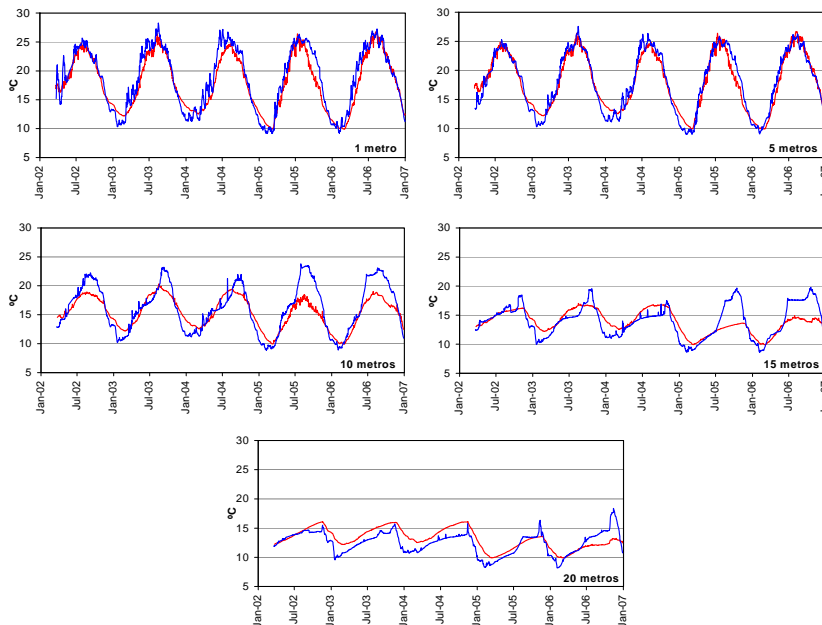 30
25
20
15
10
5
ºC
1 metro
Jan-02
Jul-02
Jan-03
Jul-03
Jan-04
Jul-04
Jan-05
Jul-05
Jan-06
Jul-06
Jan-07
30
25
20
15
10
5
ºC
5 metros
Jan-02
Jul-02
Jan-03
Jul-03
Jan-04
Jul-04
Jan-05
Jul-05
Jan-06
Jul-06
Jan-07
30
25
20
15
10
5
ºC
10 metros
Jan-02
Jul-02
Jan-03
Jul-03
Jan-04
Jul-04
Jan-05
Jul-05
Jan-06
Jul-06
Jan-07
30
25
20
15
10
5
ºC
15 metros
Jan-02
Jul-02
Jan-03
Jul-03
Jan-04
Jul-04
Jan-05
Jul-05
Jan-06
Jul-06
Jan-07
30
25
20
15
10
5
ºC
20 metros
Jan-02
Jul-02
Jan-03
Jul-03
Jan-04
Jul-04
Jan-05
Jul-05
Jan-06
Jul-06
Jan-07